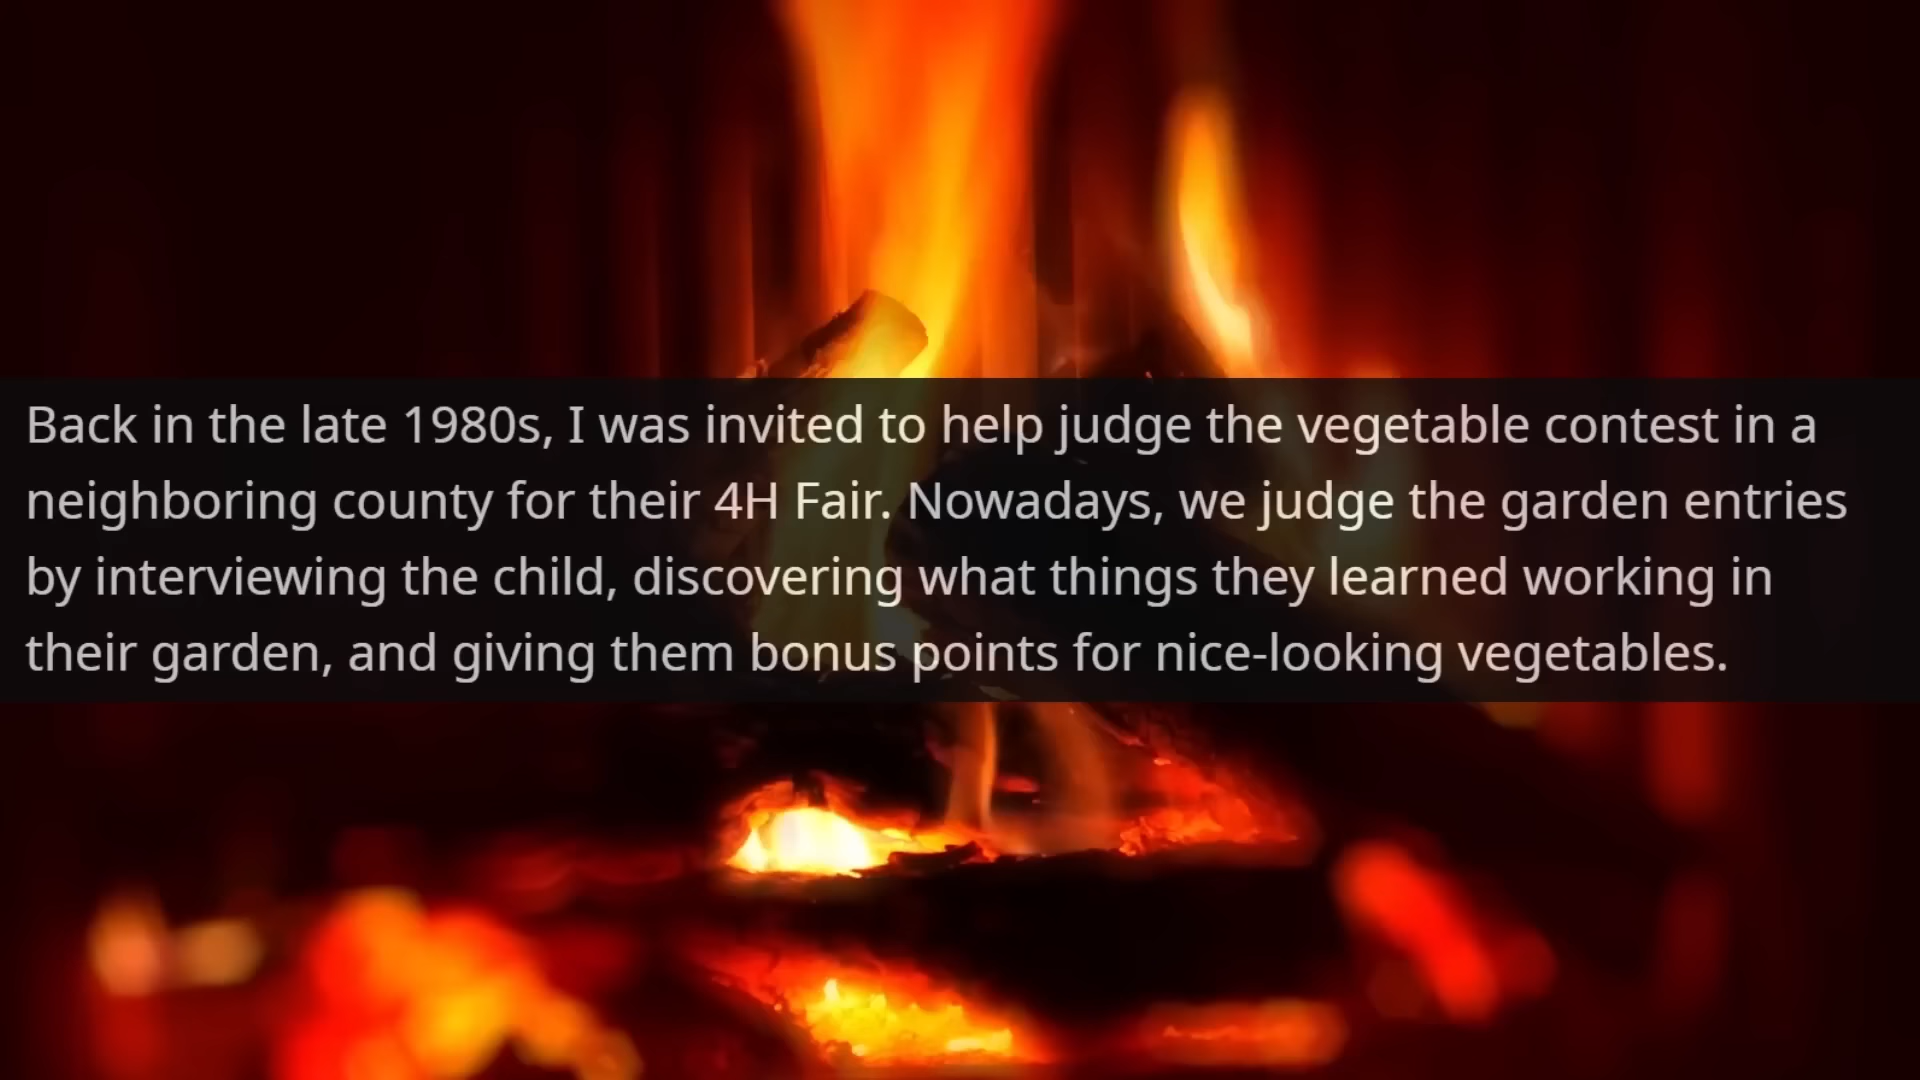 Back in the late 1980s, I was invited to help judge the vegetable contest in a
neighboring county for their 4H Fair. Nowadays, we judge the garden entries
by interviewing the child, discovering what things they learned working in
their garden, and giving them bonus points for nice-looking vegetables.